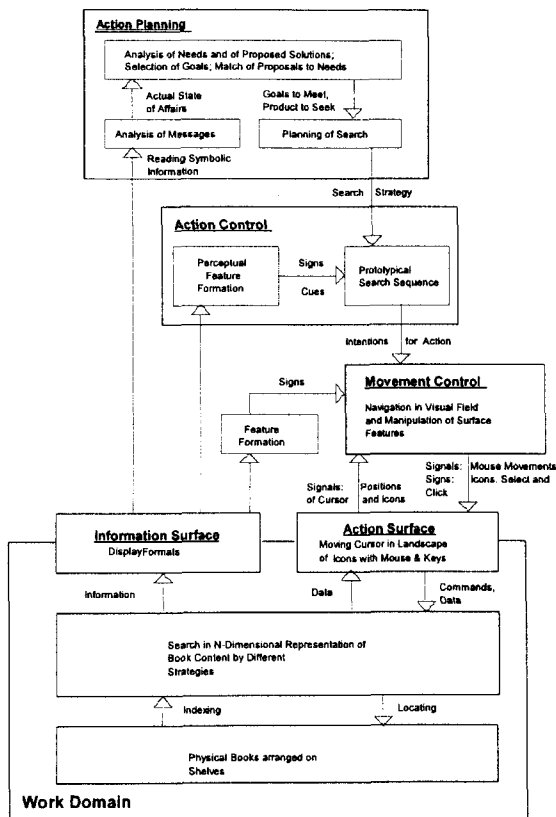 Action Planning
Analysis of Needs and of Proposed Solutions;
Selection of Goals; Match of Proposals to Needs
Actual State
of Affairs
Goals to Meet,
Product to Seek
Analysis of Messages
Planning of Search
Reading Symbolic
Information
Search Strategy
Action Control
Perceptual
Feature
Formation
Signs
Cues
Prototypical
Search Sequence
Intentions for Action
Signs
Movement Control
Navigation in Visual Field
and Manipulation of Surface
Features
Feature
Formation
Signals: Positions
of Cursor and Icons
Signals: Mouse Movements
Signs: Icons. Select and
Click
Information Surface
DisplayFormats
Action Surface
Moving Cursor in Landscape
of Icons with Mouse & Keys
Information
Data
Commands,
Data
Search in N-Dimensional Representation of
Book Content by Different
Strategies
Indexing
Locating
Physical Books arranged on
Shelves
Work Domain